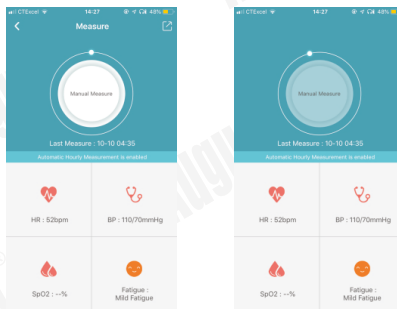 CTExcel 14:27 48%
Measure
Manual Measure
Last Measure : 10-10 04:35
Automatic Hourly Measurement is enabled
HR : 52bpm
BP : 110/70mmHg
SpO2 : --%
Fatigue :
Mild Fatigue
CTExcel 14:27 48%
Manual Measure
Last Measure : 10-10 04:35
Automatic Hourly Measurement is enabled
HR : 52bpm
BP : 110/70mmHg
SpO2 : --%
Fatigue :
Mild Fatigue